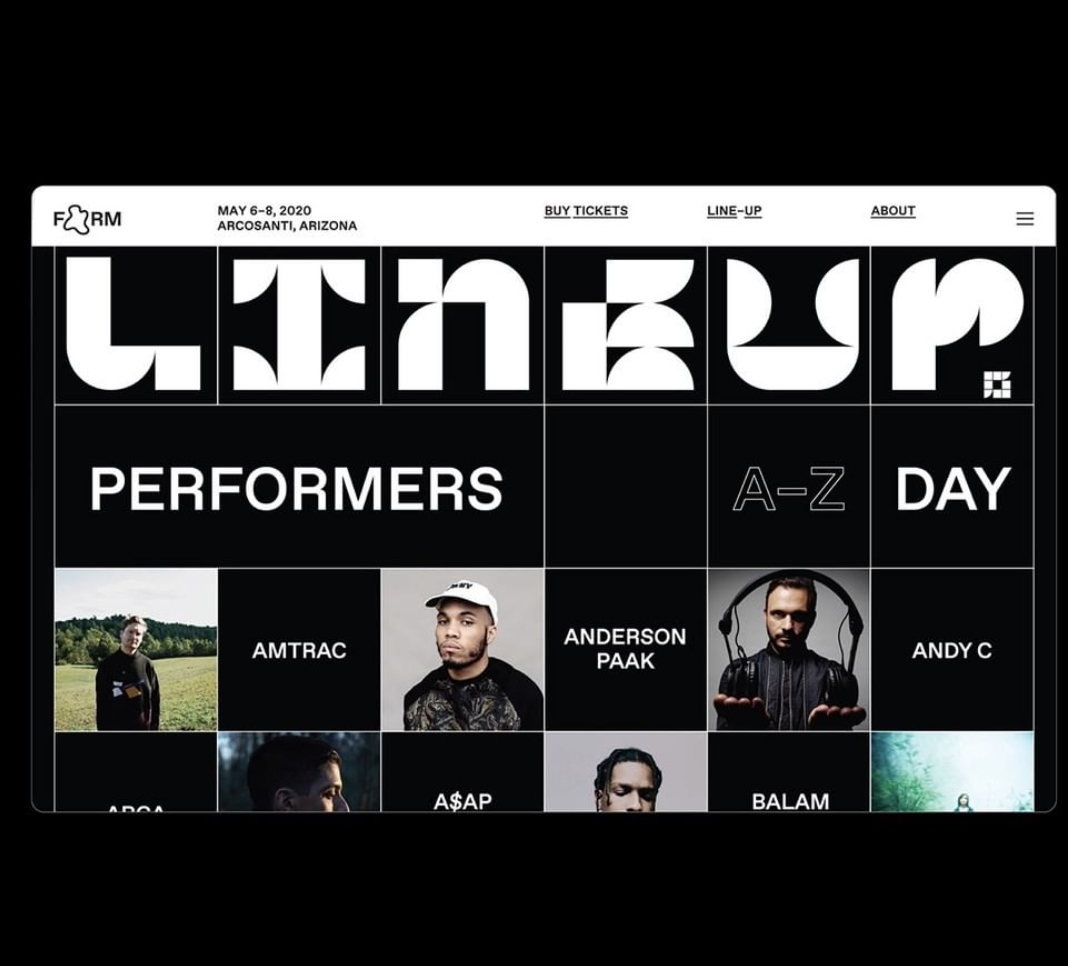 FORM
MAY 6–8, 2020
ARCOSANTI, ARIZONA
BUY TICKETS
LINE–UP
ABOUT
LINEUP
PERFORMERS
A–Z
DAY
AMTRAC
ANDERSON
PAAK
ANDY C
A$AP
BALAM